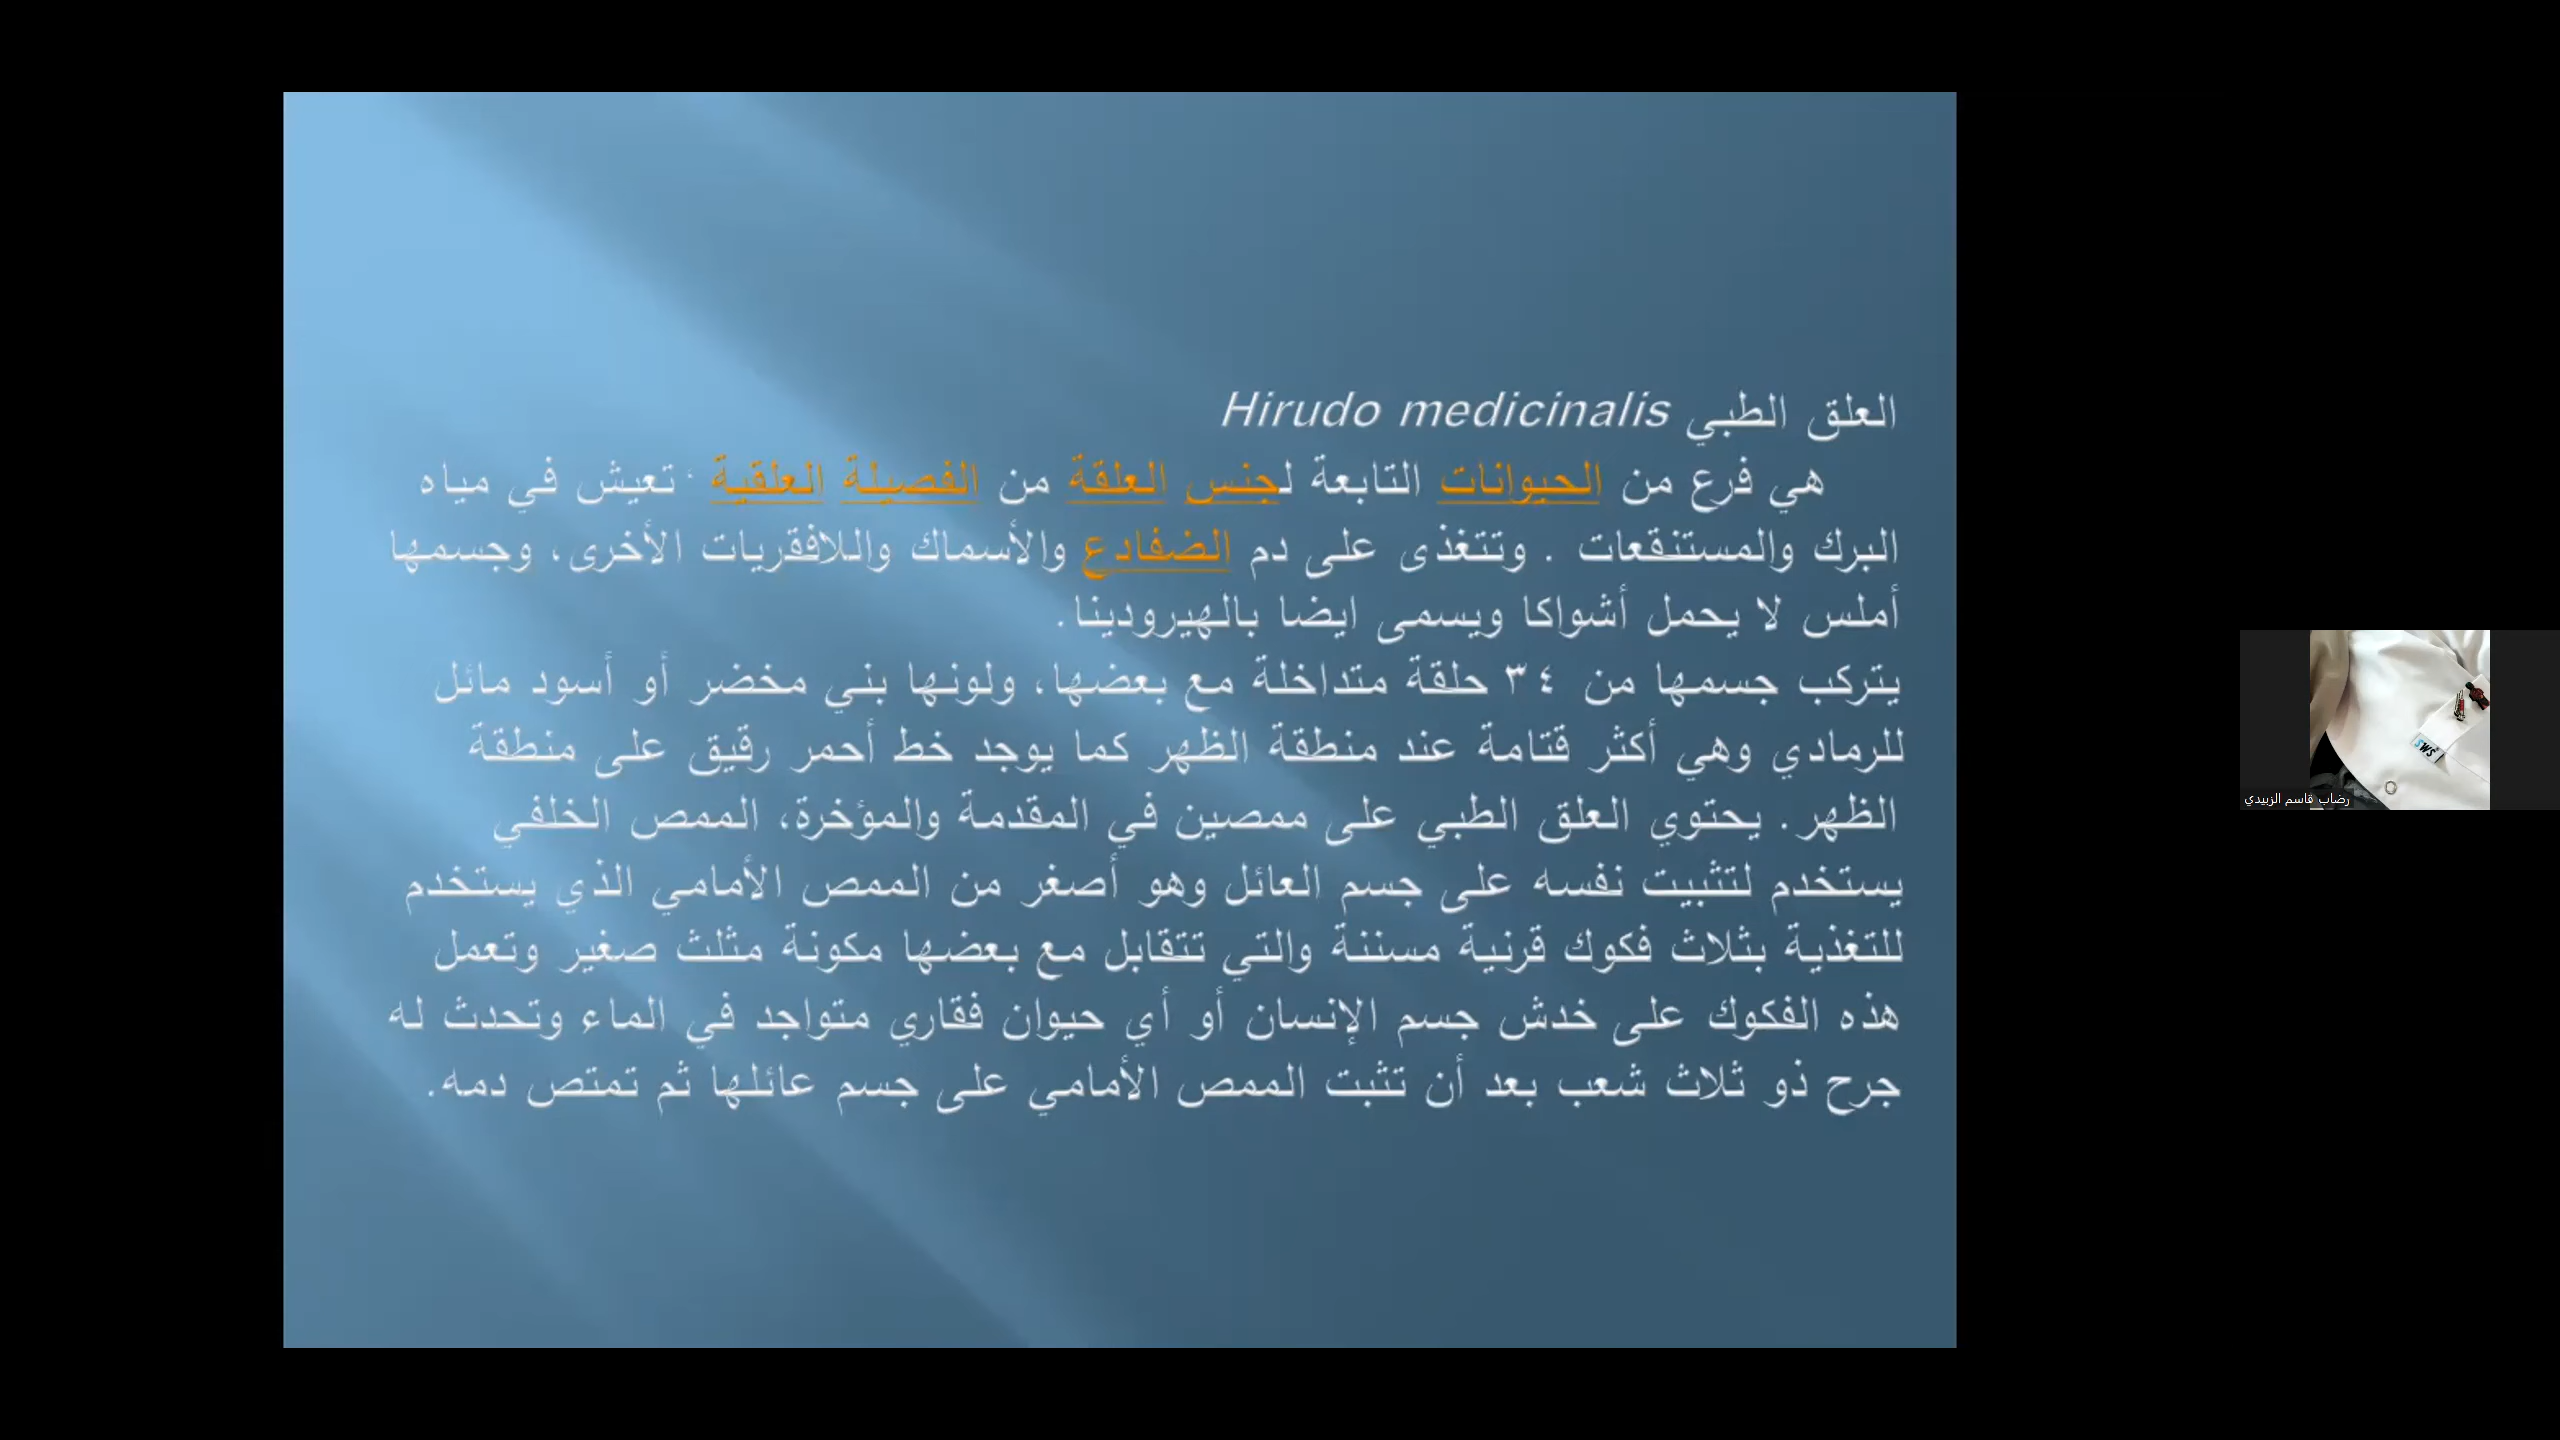 العلق الطبي Hirudo medicinalis
هي فرع من الحيوانات التابعة لجنس العلقة من الفصيلة العلقية ؛ تعيش في مياه
البرك والمستنقعات . وتتغذى على دم الضفادع والأسماك واللافقريات الأخرى، وجسمها
أملس لا يحمل أشواكا ويسمى ايضا بالهيرودينا.
يتركب جسمها من ٣٤ حلقة متداخلة مع بعضها، ولونها بني مخضر أو أسود مائل
للرمادي وهي أكثر قتامة عند منطقة الظهر كما يوجد خط أحمر رقيق على منطقة
الظهر. يحتوي العلق الطبي على ممصين في المقدمة والمؤخرة، الممص الخلفي
يستخدم لتثبيت نفسه على جسم العائل وهو أصغر من الممص الأمامي الذي يستخدم
للتغذية بثلاث فكوك قرنية مسننة والتي تتقابل مع بعضها مكونة مثلث صغير وتعمل
هذه الفكوك على خدش جسم الإنسان أو أي حيوان فقاري متواجد في الماء وتحدث له
جرح ذو ثلاث شعب بعد أن تثبت الممص الأمامي على جسم عائلها ثم تمتص دمه.
SWS
رضاب قاسم الزبيدي